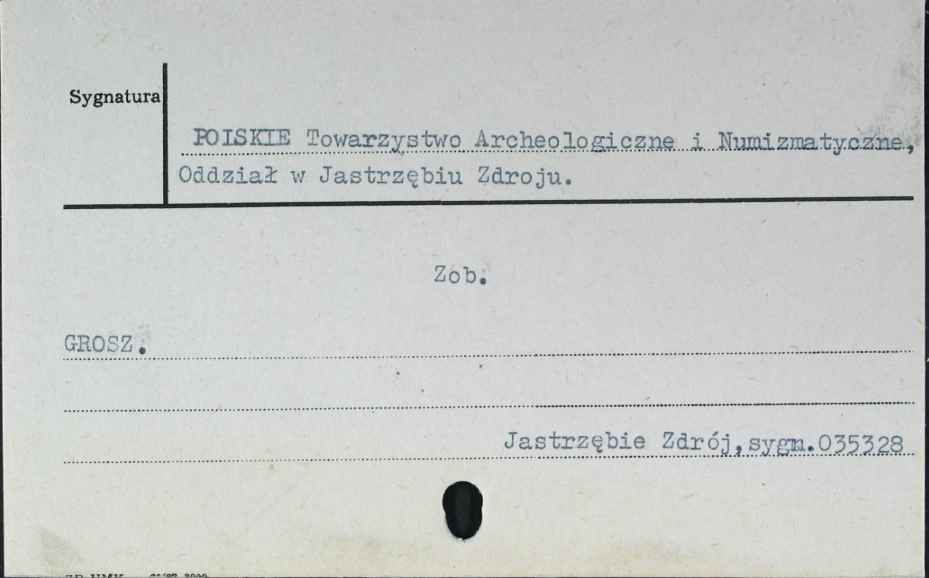 Sygnatura
POLSKIE Towarzystwo Archeologiczne i Numizmatyczne,
Oddział w Jastrzębiu Zdroju.
Zob.
GROSZ.
Jastrzębie Zdrój,sygn.035328